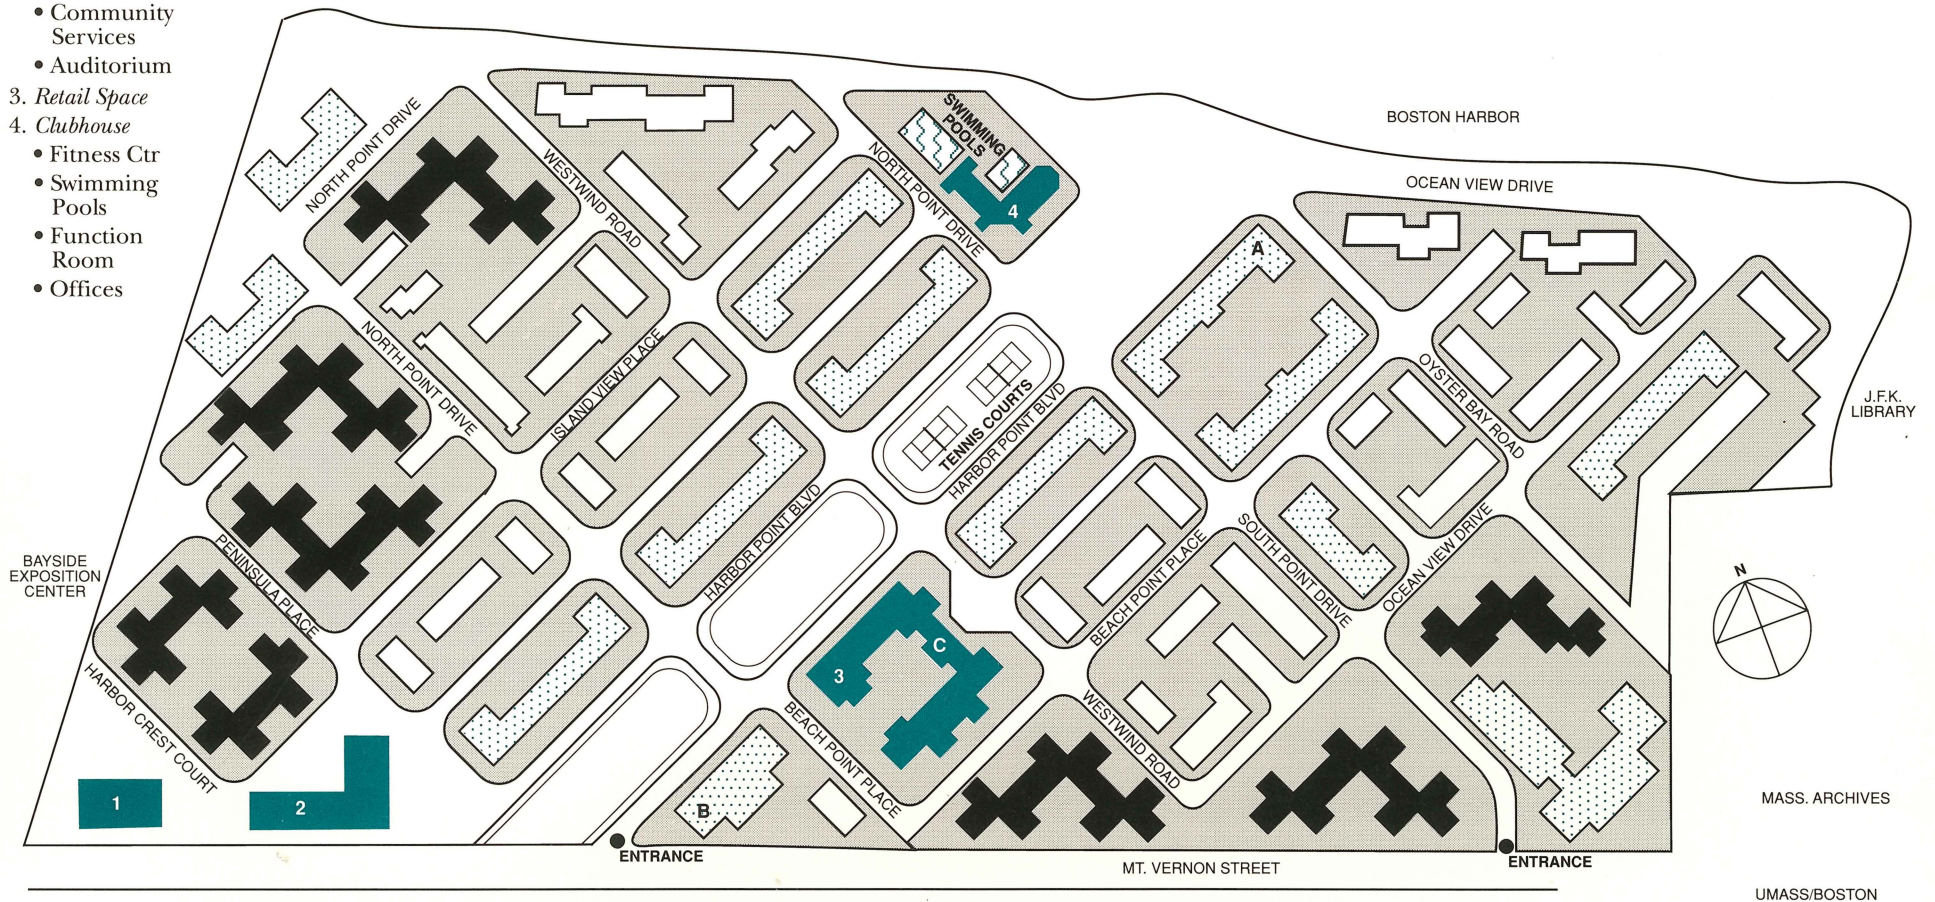 • Community
Services
• Auditorium
3. Retail Space
4. Clubhouse
• Fitness Ctr
• Swimming
Pools
• Function
Room
• Offices
BOSTON HARBOR
OCEAN VIEW DRIVE
J.F.K.
LIBRARY
SWIMMING
POOLS
4
NORTH POINT DRIVE
WESTWIND ROAD
NORTH POINT DRIVE
A
NORTH POINT DRIVE
ISLAND VIEW PLACE
TENNIS COURTS
HARBOR POINT BLVD
OYSTER BAY ROAD
HARBOR POINT BLVD
SOUTH POINT DRIVE
OCEAN VIEW DRIVE
BEACH POINT PLACE
BAYSIDE
EXPOSITION
CENTER
PENINSULA PLACE
HARBOR CREST COURT
N
C
3
BEACH POINT PLACE
WESTWIND ROAD
1
2
B
MASS. ARCHIVES
ENTRANCE
ENTRANCE
MT. VERNON STREET
UMASS/BOSTON